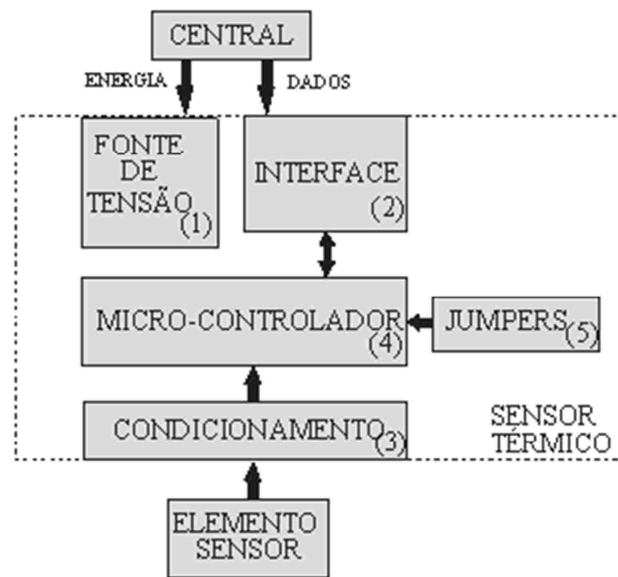 CENTRAL
ENERGIA
DADOS
FONTE
DE
TENSÃO
(1)
INTERFACE
(2)
MICRO-CONTROLADOR
(4)
JUMPERS
(5)
CONDICIONAMENTO
(3)
SENSOR
TÉRMICO
ELEMENTO
SENSOR